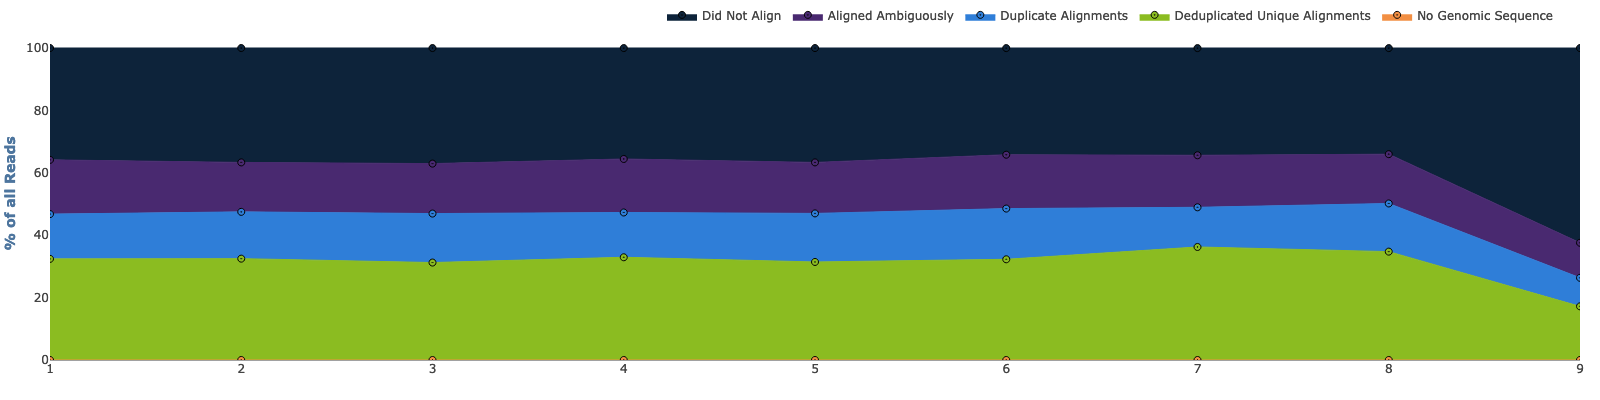 Did Not Align Aligned Ambiguously Duplicate Alignments Deduplicated Unique Alignments No Genomic Sequence
% of all Reads
100
80
60
40
20
0
1 2 3 4 5 6 7 8 9